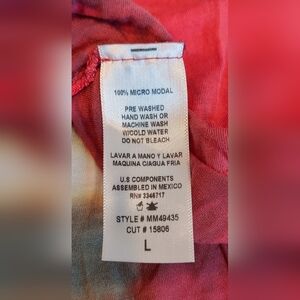 100% MICRO MODAL
PRE WASHED
HAND WASH OR
MACHINE WASH
W/COLD WATER
DO NOT BLEACH
LAVAR A MANO Y LAVAR
MAQUINA C/AGUA FRIA
U.S COMPONENTS
ASSEMBLED IN MEXICO
RN# 3346717
STYLE # MM49435
CUT # 15806
L